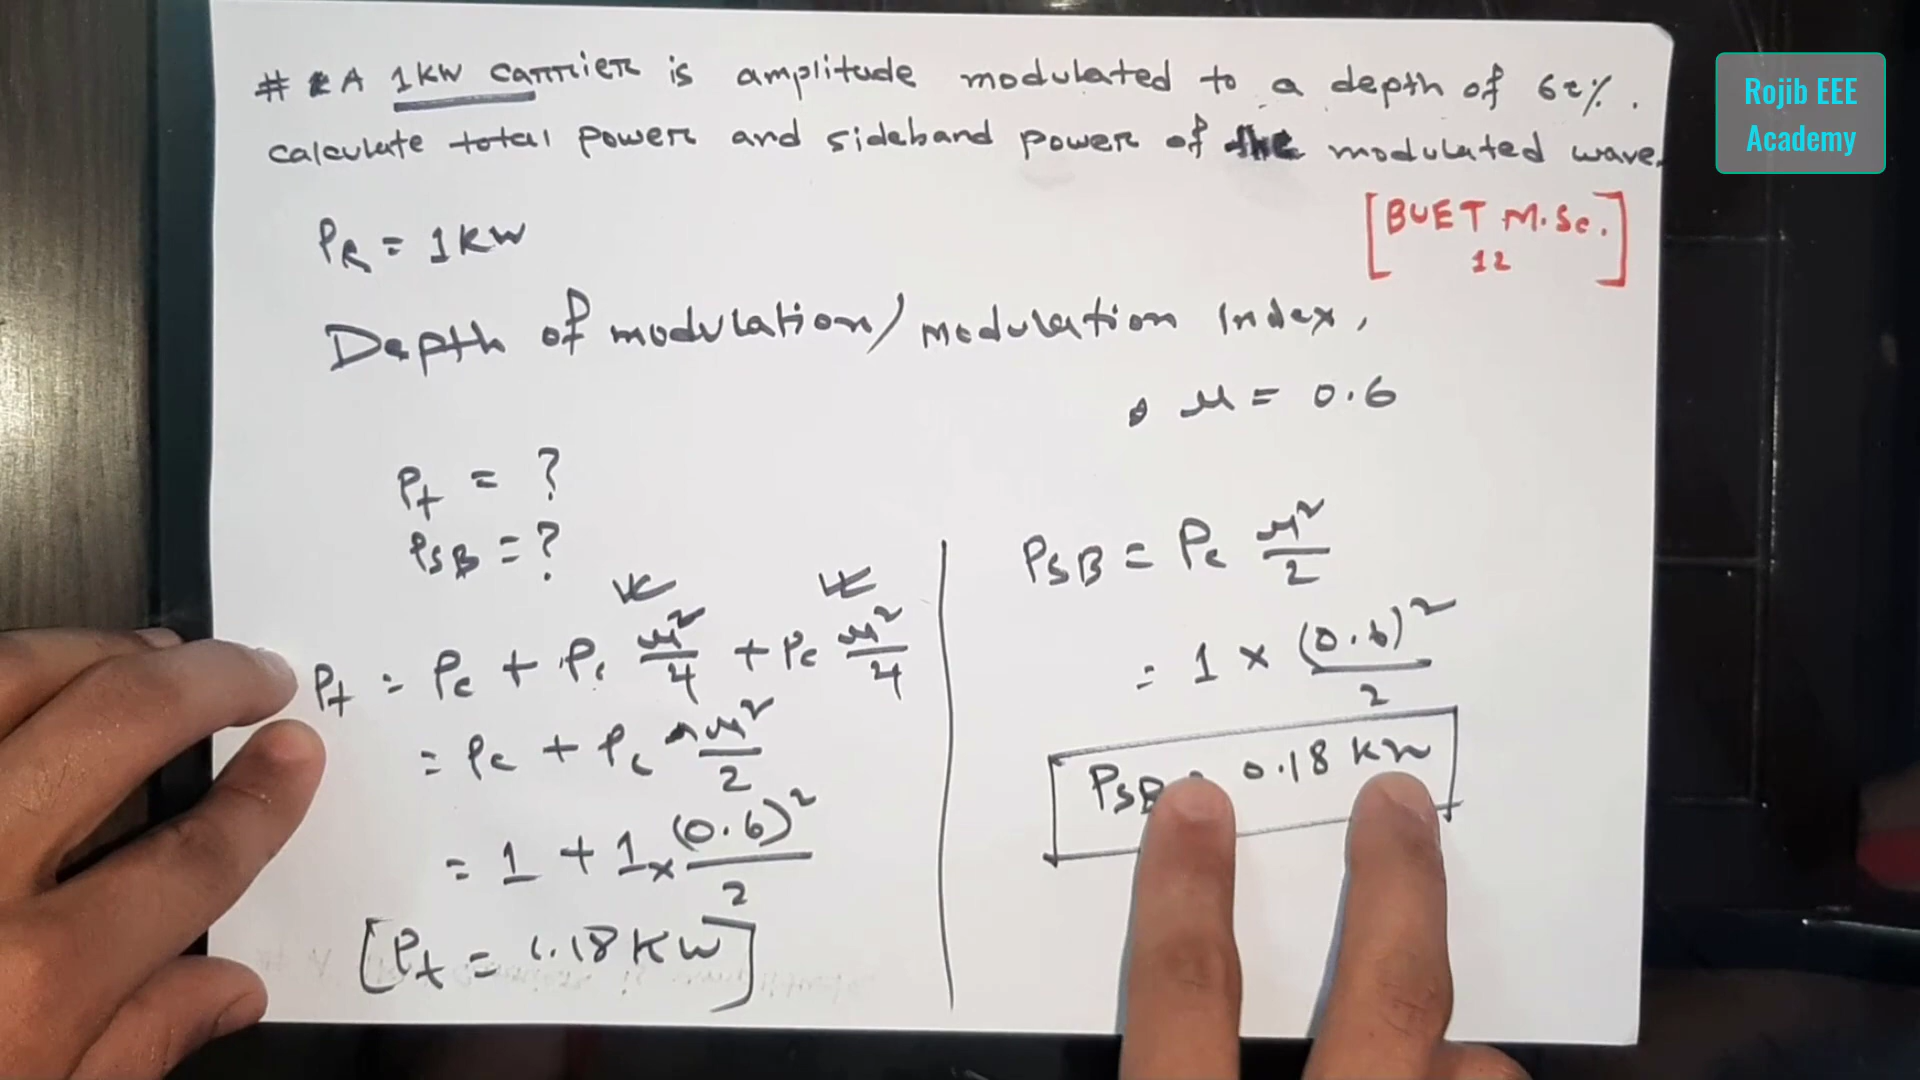 # A 1KW carrier is amplitude modulated to a depth of 60%.
calculate total power and sideband power of the modulated wave.
[BUET M.Sc. 12]
PR = 1KW
Depth of modulation/modulation Index,
μ = 0.6
Pt = ?
PSB = ?
Pt = Pc + Pc μ²/4 + Pc μ²/4
= Pc + Pc μ²/2
= 1 + 1 × (0.6)²/2
[Pt = 1.18 KW]
PSB = Pc μ²/2
= 1 × (0.6)²/2
PSB = 0.18 KW
Rojib EEE
Academy